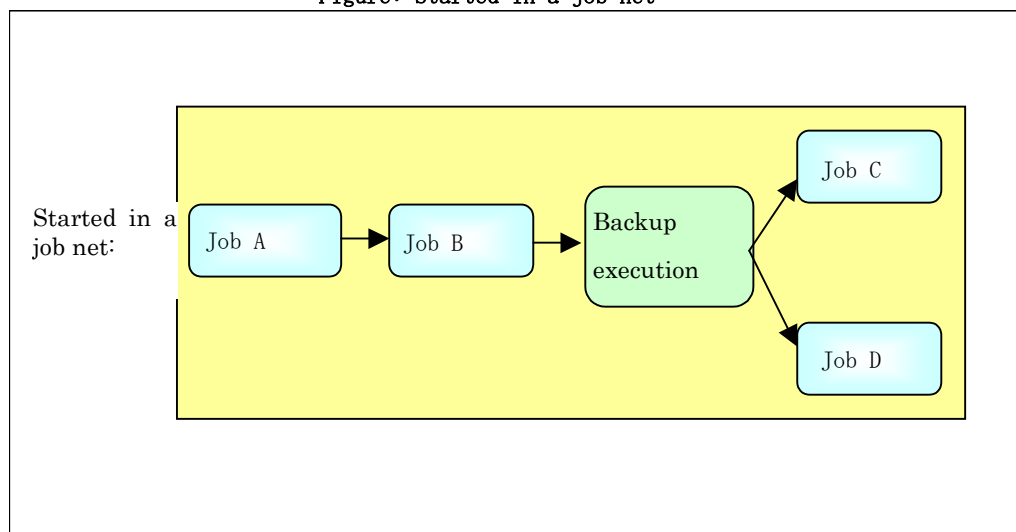 Figure: Started in a job net
Started in a
job net:
Job A
Job B
Backup
execution
Job C
Job D